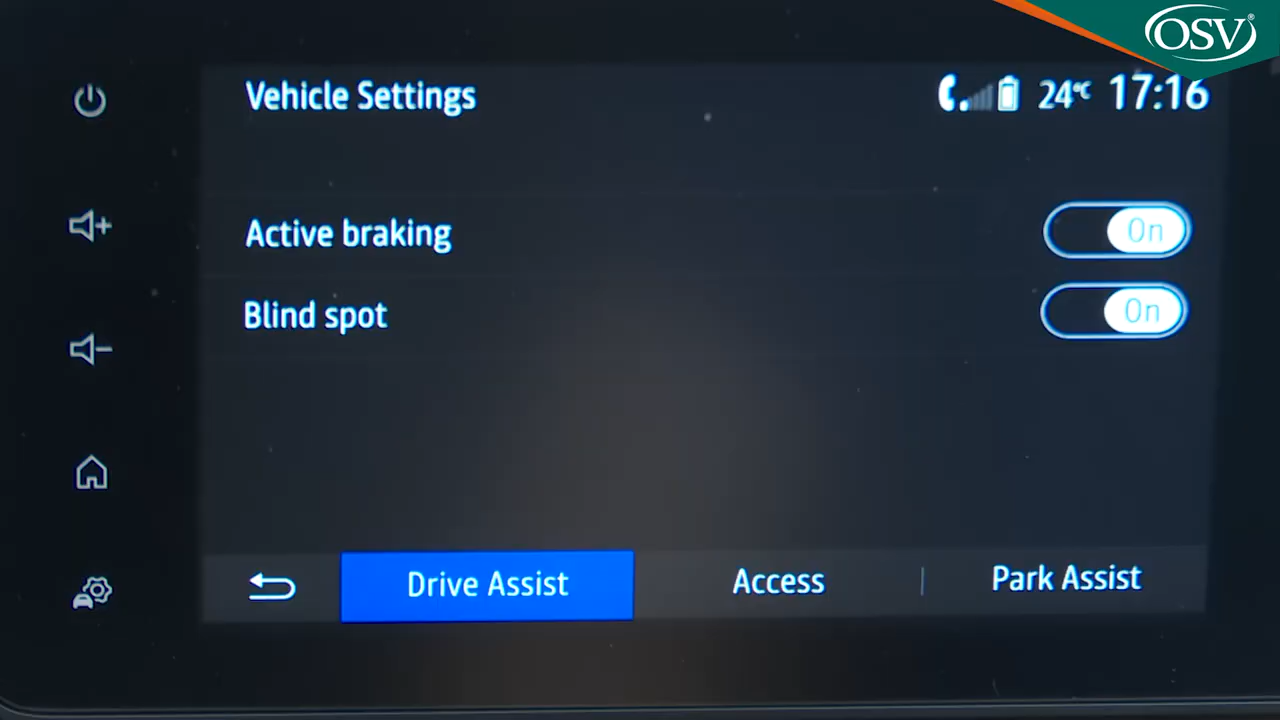 OSV®
Vehicle Settings
24°C 17:16
Active braking On
Blind spot On
Drive Assist Access Park Assist